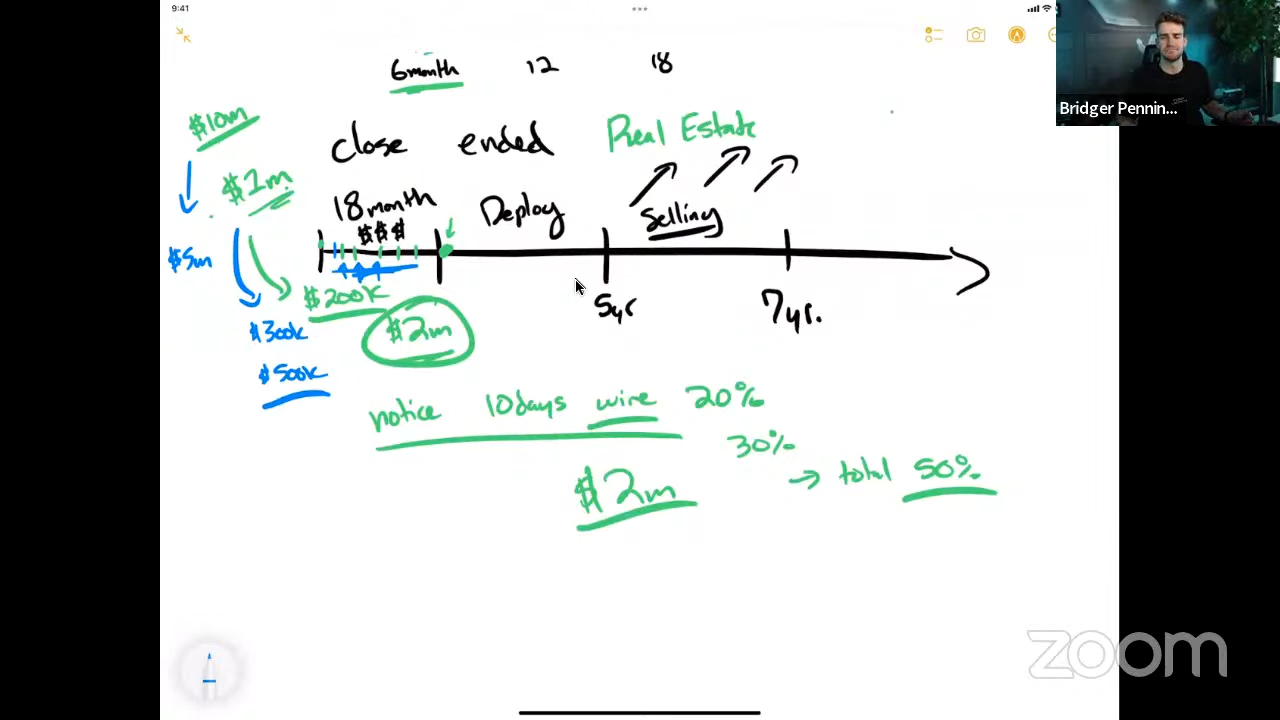 9:41
6month 12 18
$10m
close ended Real Estate
$1m
18 month Deploy Selling
$$$
$5m
$200k
$2m
5yr 7yr.
$300k
$500k
notice 10days wire 20%
30%
→ total 50%
$2m
Bridger Pennin...
zoom